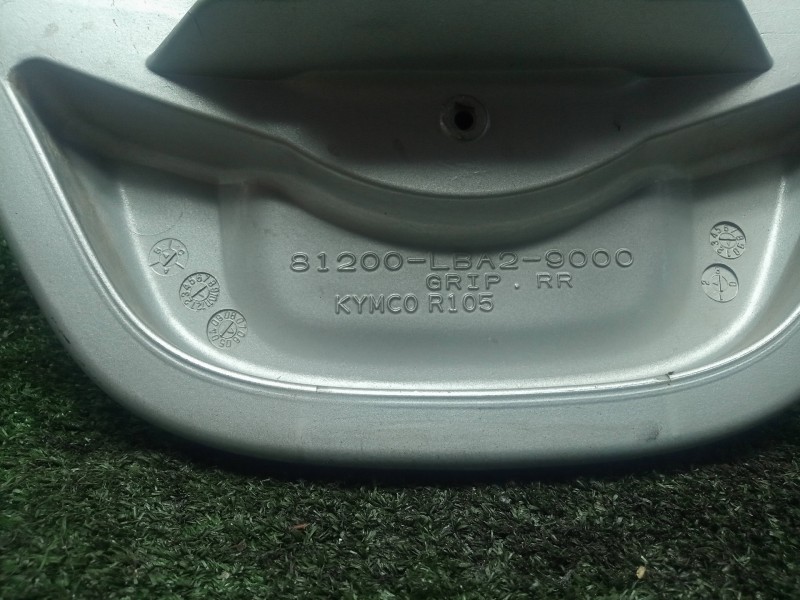 81200-LBA2-9000
GRIP . RR
KYMCO R105